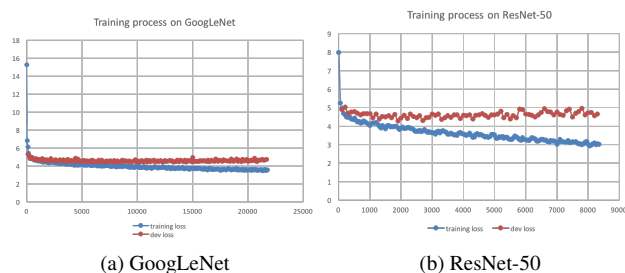 Training process on GoogLeNet
18
16
14
12
10
8
6
4
2
0
0 5000 10000 15000 20000 25000
training loss
dev loss
(a) GoogLeNet
Training process on ResNet-50
9
8
7
6
5
4
3
2
1
0
0 1000 2000 3000 4000 5000 6000 7000 8000 9000
training loss dev loss
(b) ResNet-50